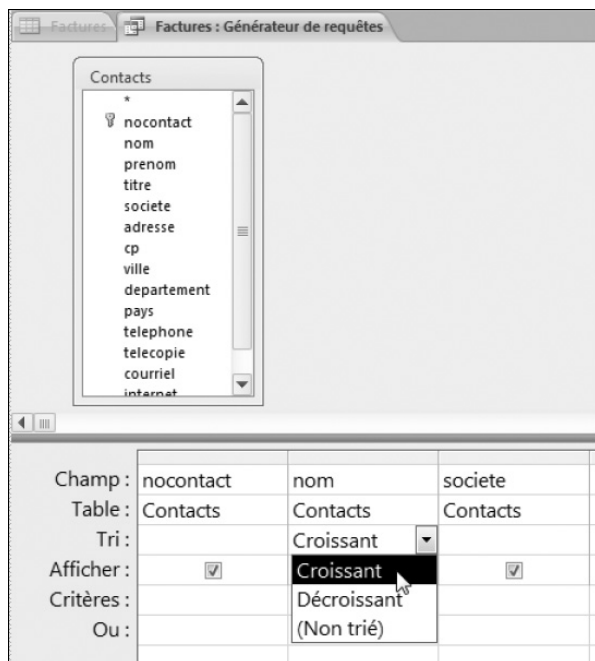 Factures Factures : Générateur de requêtes
Contacts
*
nocontact
nom
prenom
titre
societe
adresse
cp
ville
departement
pays
telephone
telecopie
courriel
internet
Champ : nocontact nom societe
Table : Contacts Contacts Contacts
Tri : Croissant
Afficher : Croissant
Critères : Décroissant
Ou : (Non trié)